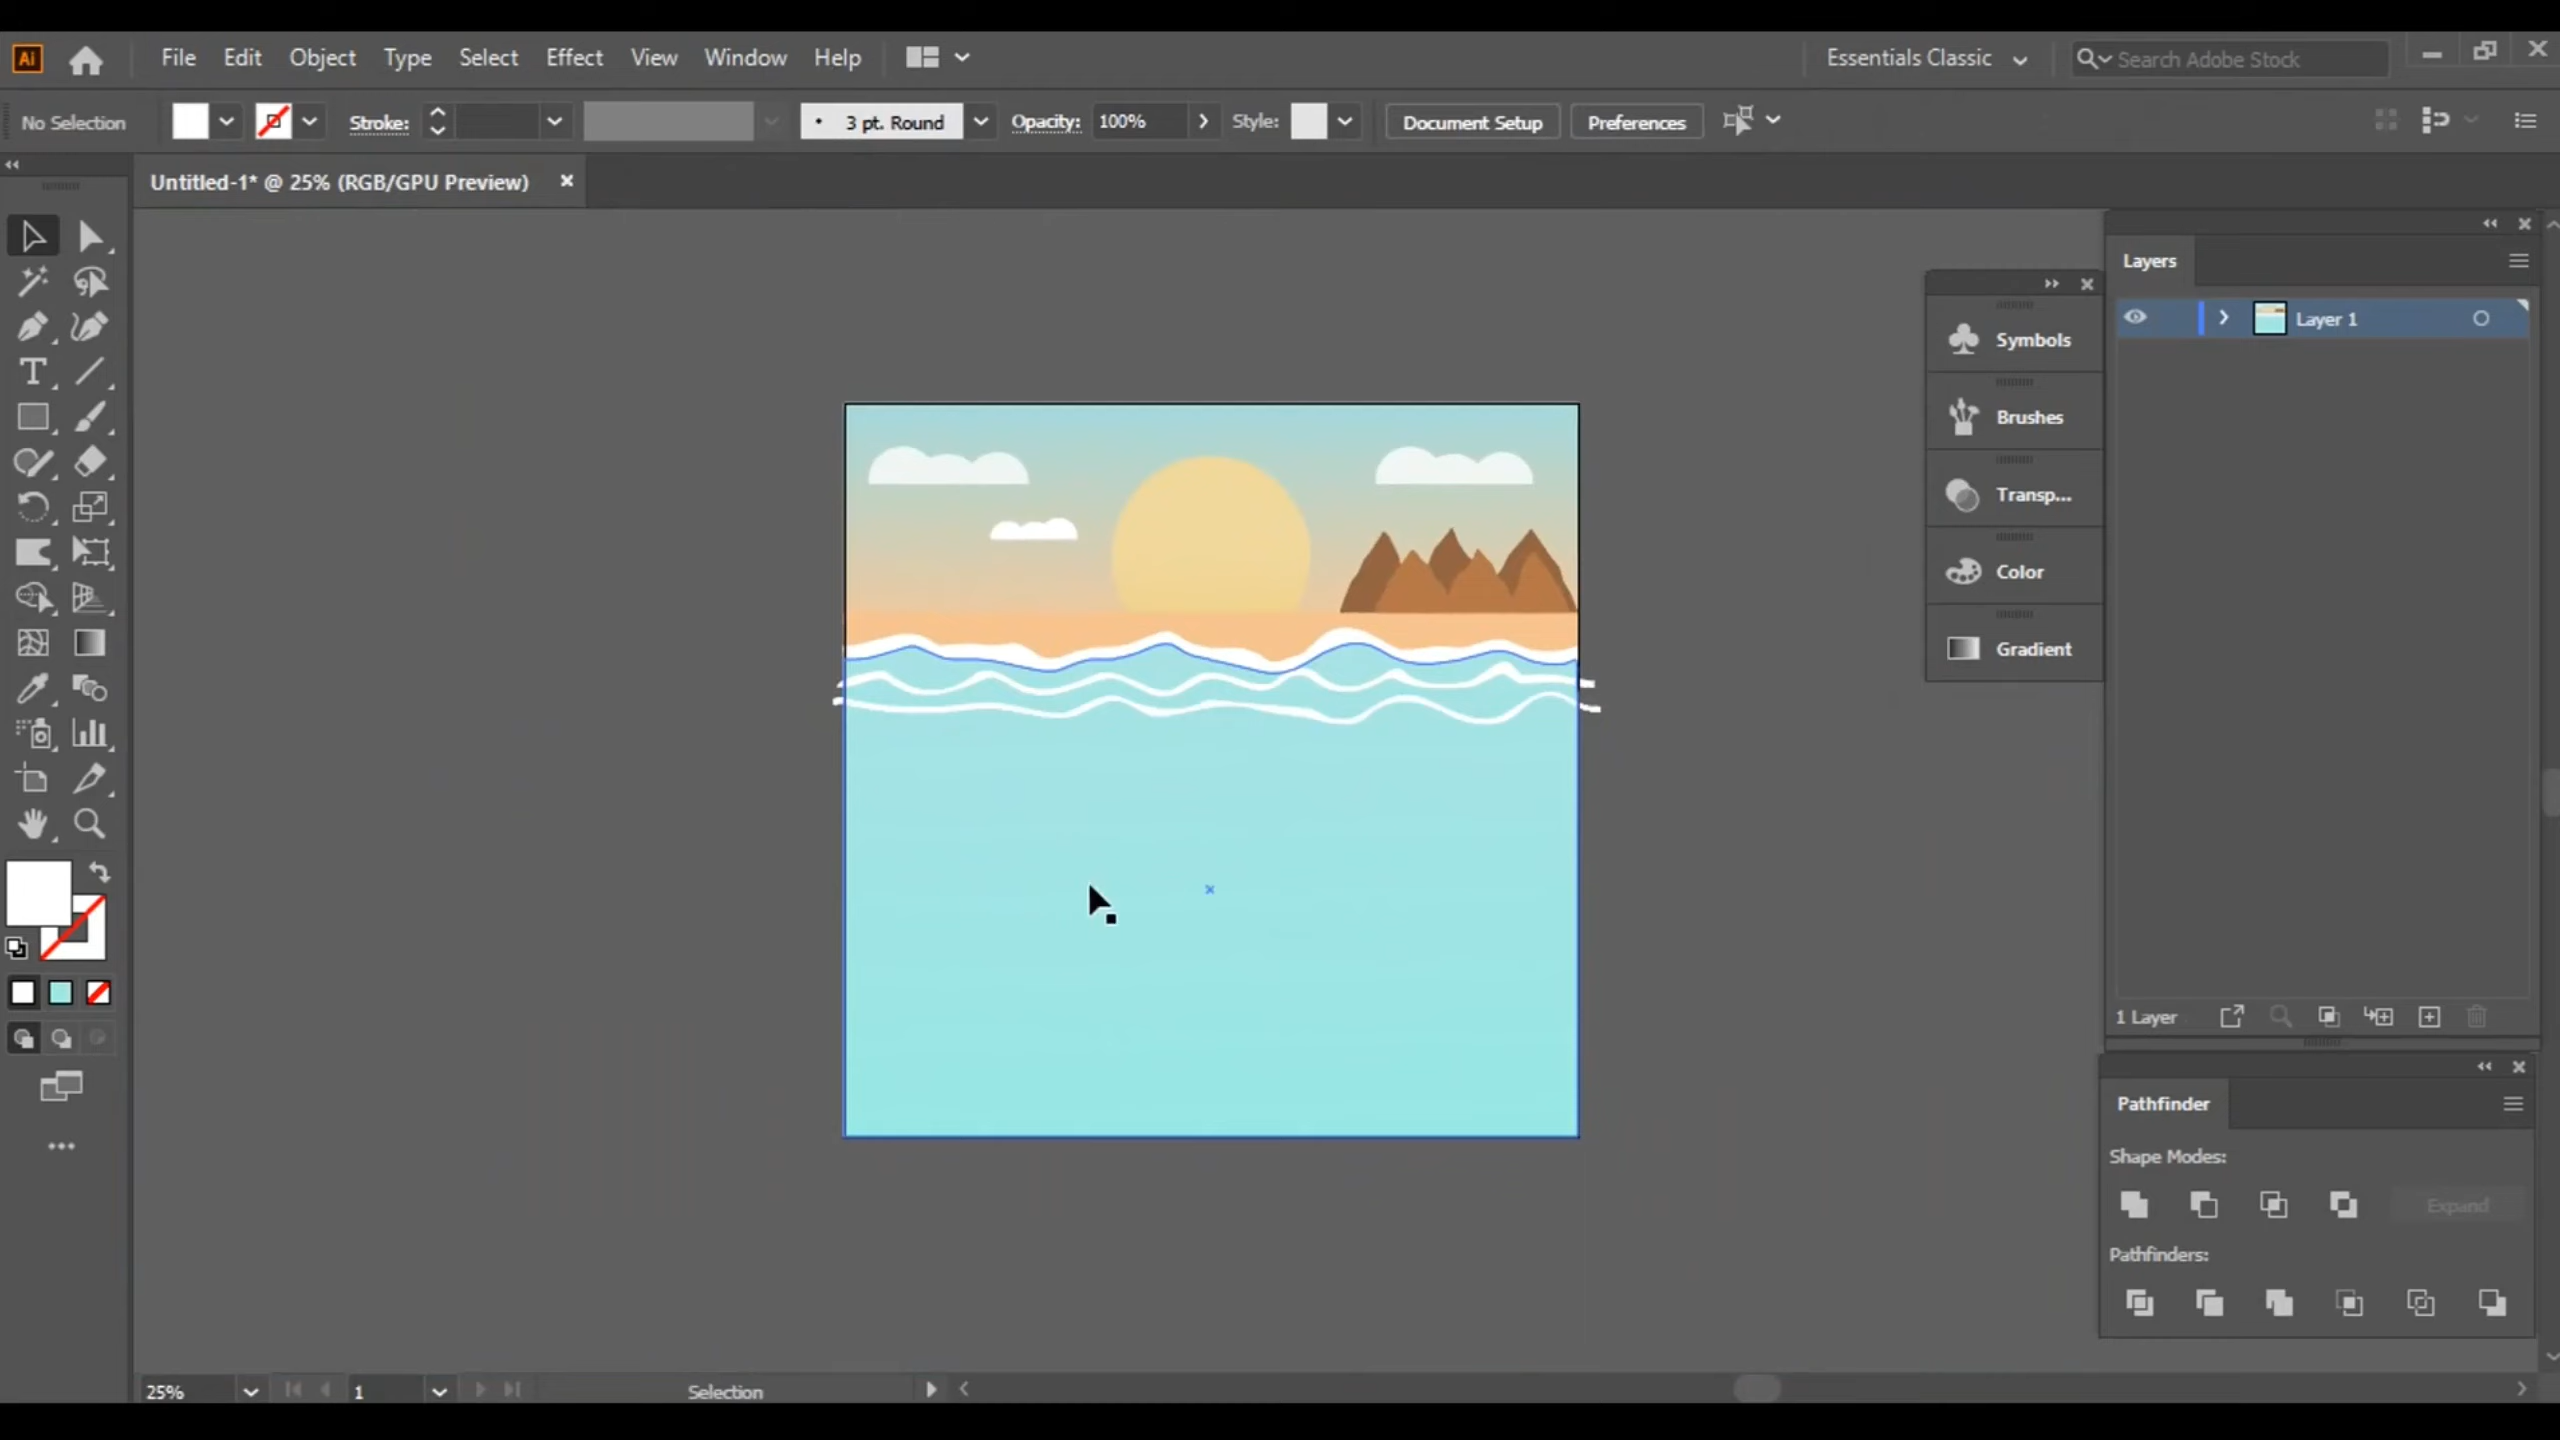 Ai File Edit Object Type Select Effect View Window Help Essentials Classic Search Adobe Stock
No Selection Stroke: 3 pt. Round Opacity: 100% Style: Document Setup Preferences
Untitled-1* @ 25% (RGB/GPU Preview)
Layers
Layer 1
Symbols
Brushes
Transp...
Color
Gradient
1 Layer
Pathfinder
Shape Modes:
Expand
Pathfinders:
25% 1 Selection